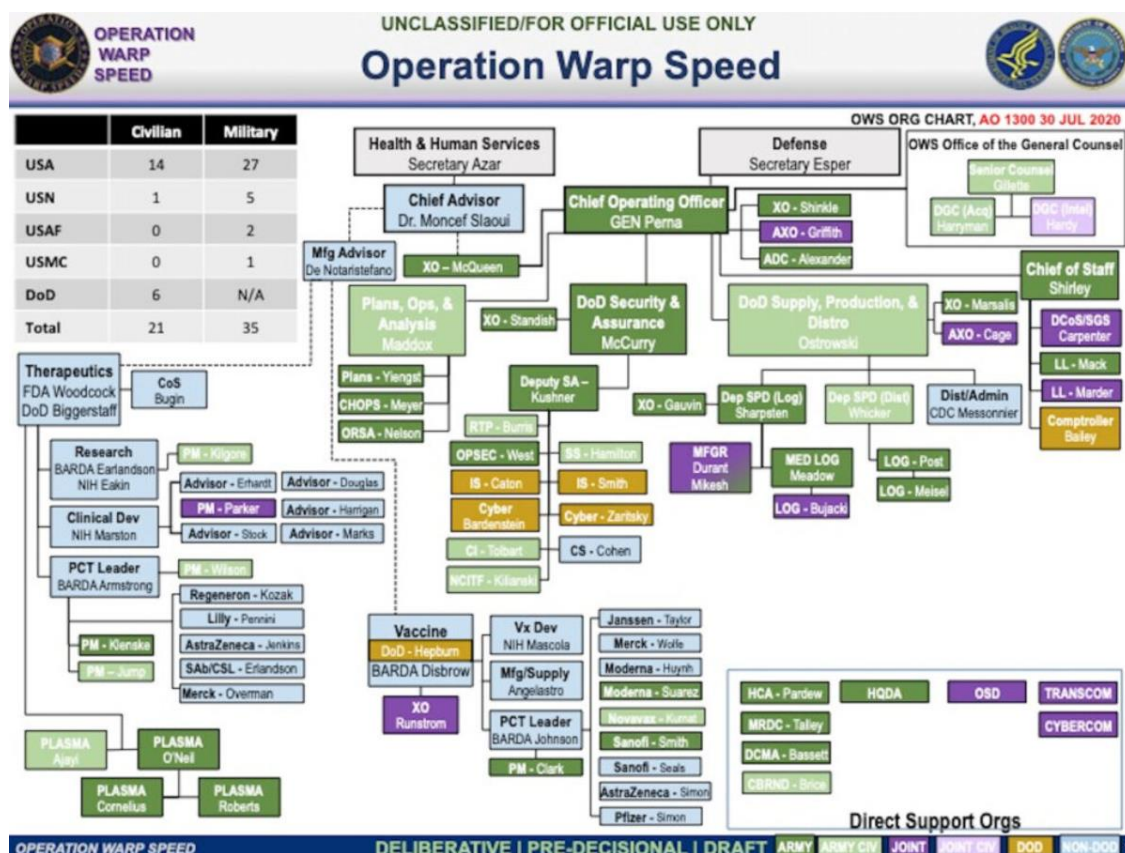 UNCLASSIFIED/FOR OFFICIAL USE ONLY
OPERATION
WARP
SPEED
Operation Warp Speed
OWS ORG CHART, AO 1300 30 JUL 2020
Civilian Military
USA 14 27
USN 1 5
USAF 0 2
USMC 0 1
DoD 6 N/A
Total 21 35
Health & Human Services
Secretary Azar
Defense
Secretary Esper
OWS Office of the General Counsel
Senior Counsel
Gillette
DGC (Acq)
Harryman
DGC (Intel)
Hardy
Chief Advisor
Dr. Moncef Slaoui
Chief Operating Officer
GEN Perna
XO - Shinkle
AXO - Griffith
ADC - Alexander
Mfg Advisor
De Notaristefano
XO – McQueen
Chief of Staff
Shirley
Plans, Ops, &
Analysis
Maddox
XO - Standish
DoD Security &
Assurance
McCurry
DoD Supply, Production, &
Distro
Ostrowski
XO - Marsalis
AXO - Cage
DCoS/SGS
Carpenter
LL - Mack
LL - Marder
Comptroller
Bailey
Therapeutics
FDA Woodcock
DoD Biggerstaff
CoS
Bugin
Plans - Yiengst
CHOPS - Meyer
ORSA - Nelson
Deputy SA –
Kushner
XO - Gauvin
Dep SPD (Log)
Sharpsten
Dep SPD (Dist)
Whicker
Dist/Admin
CDC Messonnier
RTP - Burris
OPSEC - West
SS - Hamilton
IS - Caton
IS - Smith
Cyber
Bardenstein
Cyber - Zaritsky
CI - Tolbart
CS - Cohen
NCITF - Kilianski
MFGR
Durant
Mikesh
MED LOG
Meadow
LOG - Bujacki
LOG - Post
LOG - Meisel
Research
BARDA Earlandson
NIH Eakin
PM - Kilgore
Clinical Dev
NIH Marston
Advisor - Erhardt
Advisor - Douglas
PM - Parker
Advisor - Harrigan
Advisor - Stock
Advisor - Marks
PCT Leader
BARDA Armstrong
PM - Wilson
Regeneron - Kozak
Lilly - Pennini
PM - Klenske
AstraZeneca - Jenkins
PM – Jump
SAb/CSL - Erlandson
Merck - Overman
PLASMA
Ajayi
PLASMA
O'Neil
PLASMA
Cornelius
PLASMA
Roberts
Vaccine
DoD - Hepburn
BARDA Disbrow
XO
Runstrom
Vx Dev
NIH Mascola
Mfg/Supply
Angelastro
PCT Leader
BARDA Johnson
PM - Clark
Janssen - Taylor
Merck - Wolfe
Moderna - Huynh
Moderna - Suarez
Novavax -
Sanofi - Smith
Sanofi - Seals
AstraZeneca - Simon
Pfizer - Simon
HCA - Pardew
HQDA
OSD
TRANSCOM
MRDC - Talley
CYBERCOM
DCMA - Bassett
CBRND - Brice
Direct Support Orgs
OPERATION WARP SPEED
DELIBERATIVE | PRE-DECISIONAL | DRAFT
ARMY ARMY CIV JOINT JOINT CIV DOD NON-DOD